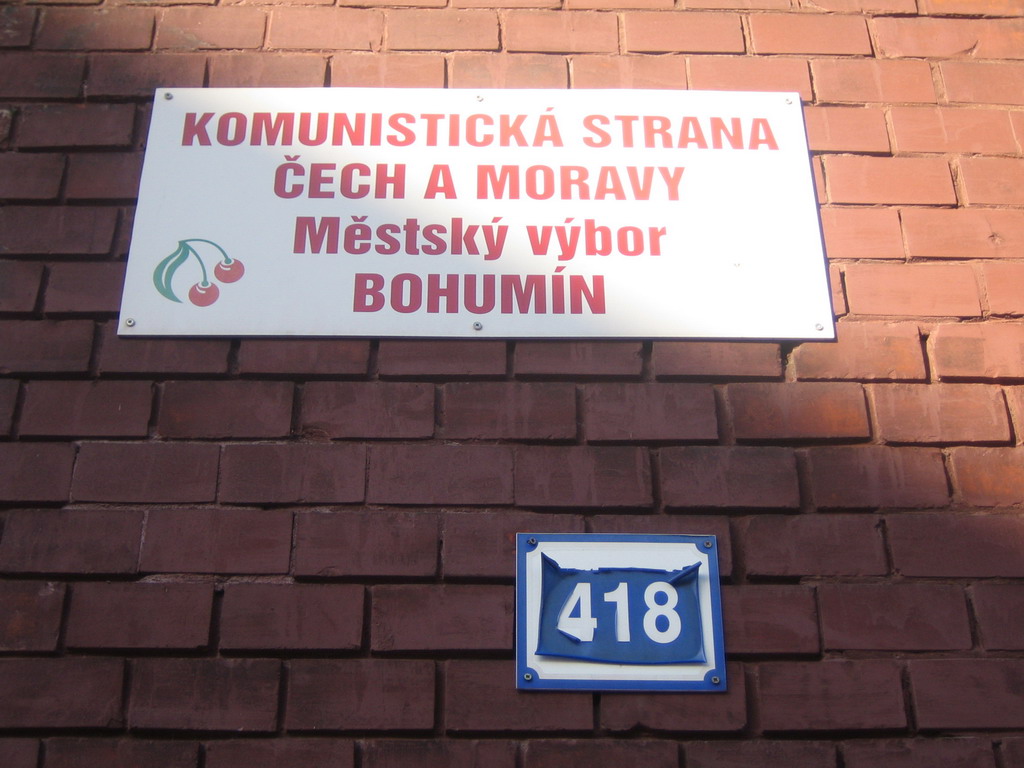 KOMUNISTICKÁ STRANA
ČECH A MORAVY
Městský výbor
BOHUMÍN
418